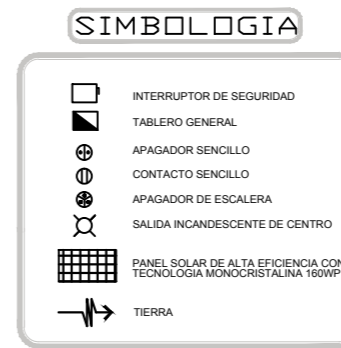 SIMBOLOGIA
INTERRUPTOR DE SEGURIDAD
TABLERO GENERAL
APAGADOR SENCILLO
CONTACTO SENCILLO
APAGADOR DE ESCALERA
SALIDA INCANDESCENTE DE CENTRO
PANEL SOLAR DE ALTA EFICIENCIA CON
TECNOLOGIA MONOCRISTALINA 160WP
TIERRA